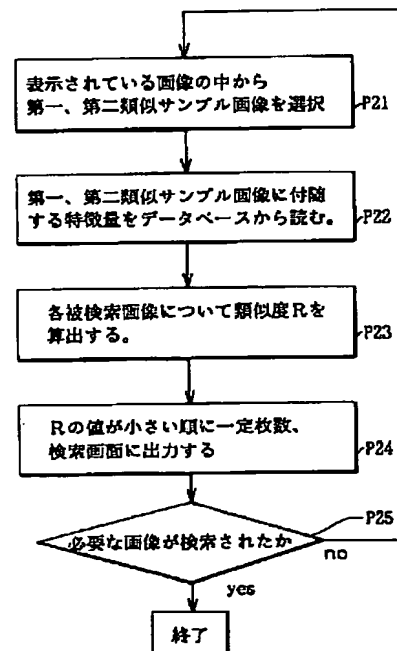 表示されている画像の中から
第一、第二類似サンプル画像を選択
P21
第一、第二類似サンプル画像に付随
する特徴量をデータベースから読む。
P22
各被検索画像について類似度Rを
算出する。
P23
Rの値が小さい順に一定枚数、
検索画面に出力する
P24
必要な画像が検索されたか
P25
no
yes
終了